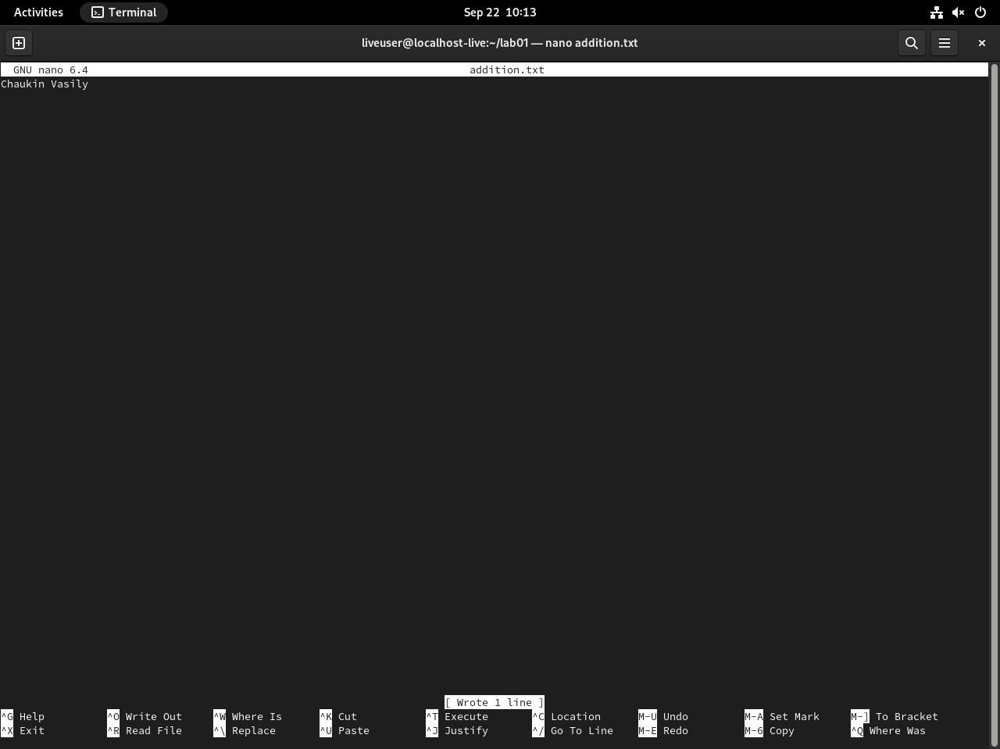 Activities Terminal Sep 22 10:13
liveuser@localhost-live:~/lab01 — nano addition.txt
GNU nano 6.4 addition.txt
Chaukin Vasily
[ Wrote 1 line ]
^G Help ^O Write Out ^W Where Is ^K Cut ^T Execute ^C Location M-U Undo M-A Set Mark M-] To Bracket
^X Exit ^R Read File ^\ Replace ^U Paste ^J Justify ^/ Go To Line M-E Redo M-6 Copy ^Q Where Was